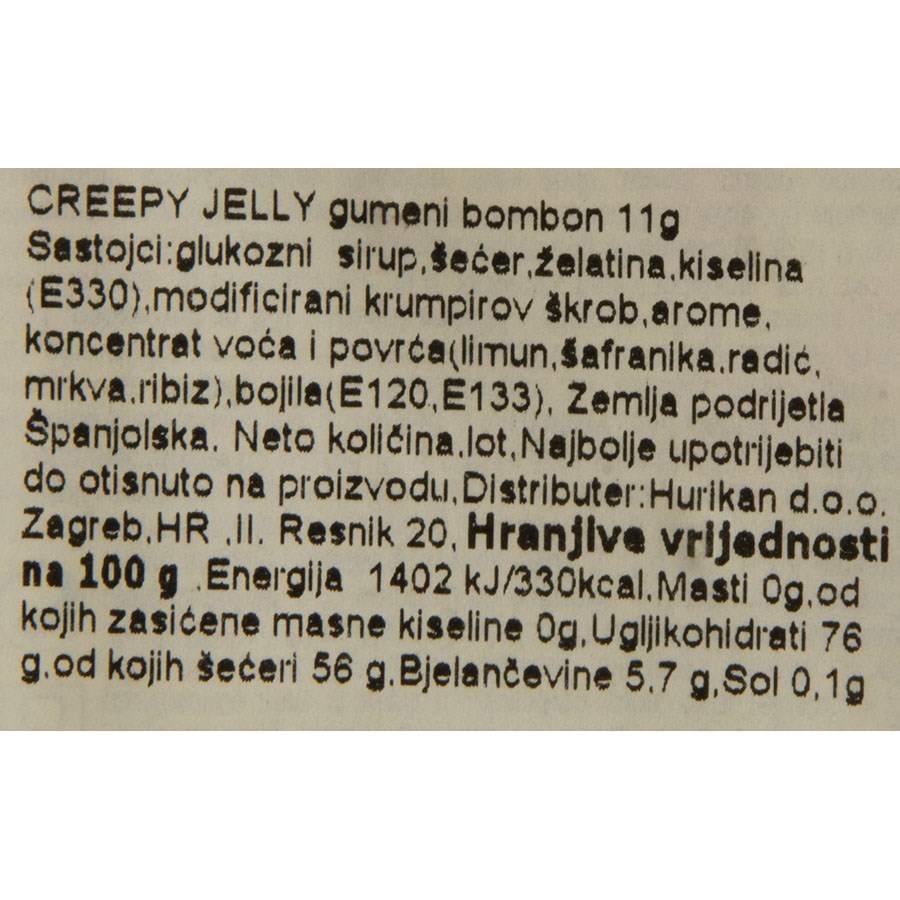 CREEPY JELLY gumeni bombon 11g
Sastojci:glukozni sirup,šećer,želatina,kiselina
(E330),modificirani krumpirov škrob,arome,
koncentrat voća i povrća(limun,šafranika,radić,
mrkva,ribiz),bojila(E120,E133), Zemlja podrijetla
Španjolska. Neto količina,lot,Najbolje upotrijebiti
do otisnuto na proizvodu,Distributer:Hurikan d.o.o.
Zagreb,HR ,II. Resnik 20, Hranjive vrijednosti
na 100 g .Energija 1402 kJ/330kcal,Masti 0g,od
kojih zasićene masne kiseline 0g,Ugljikohidrati 76
g,od kojih šećeri 56 g,Bjelančevine 5,7 g,Sol 0,1g